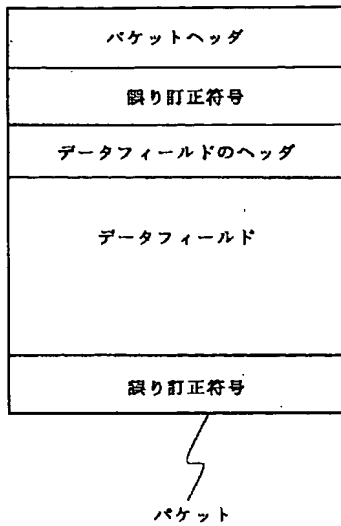 パケットヘッダ
誤り訂正符号
データフィールドのヘッダ
データフィールド
誤り訂正符号
パケット